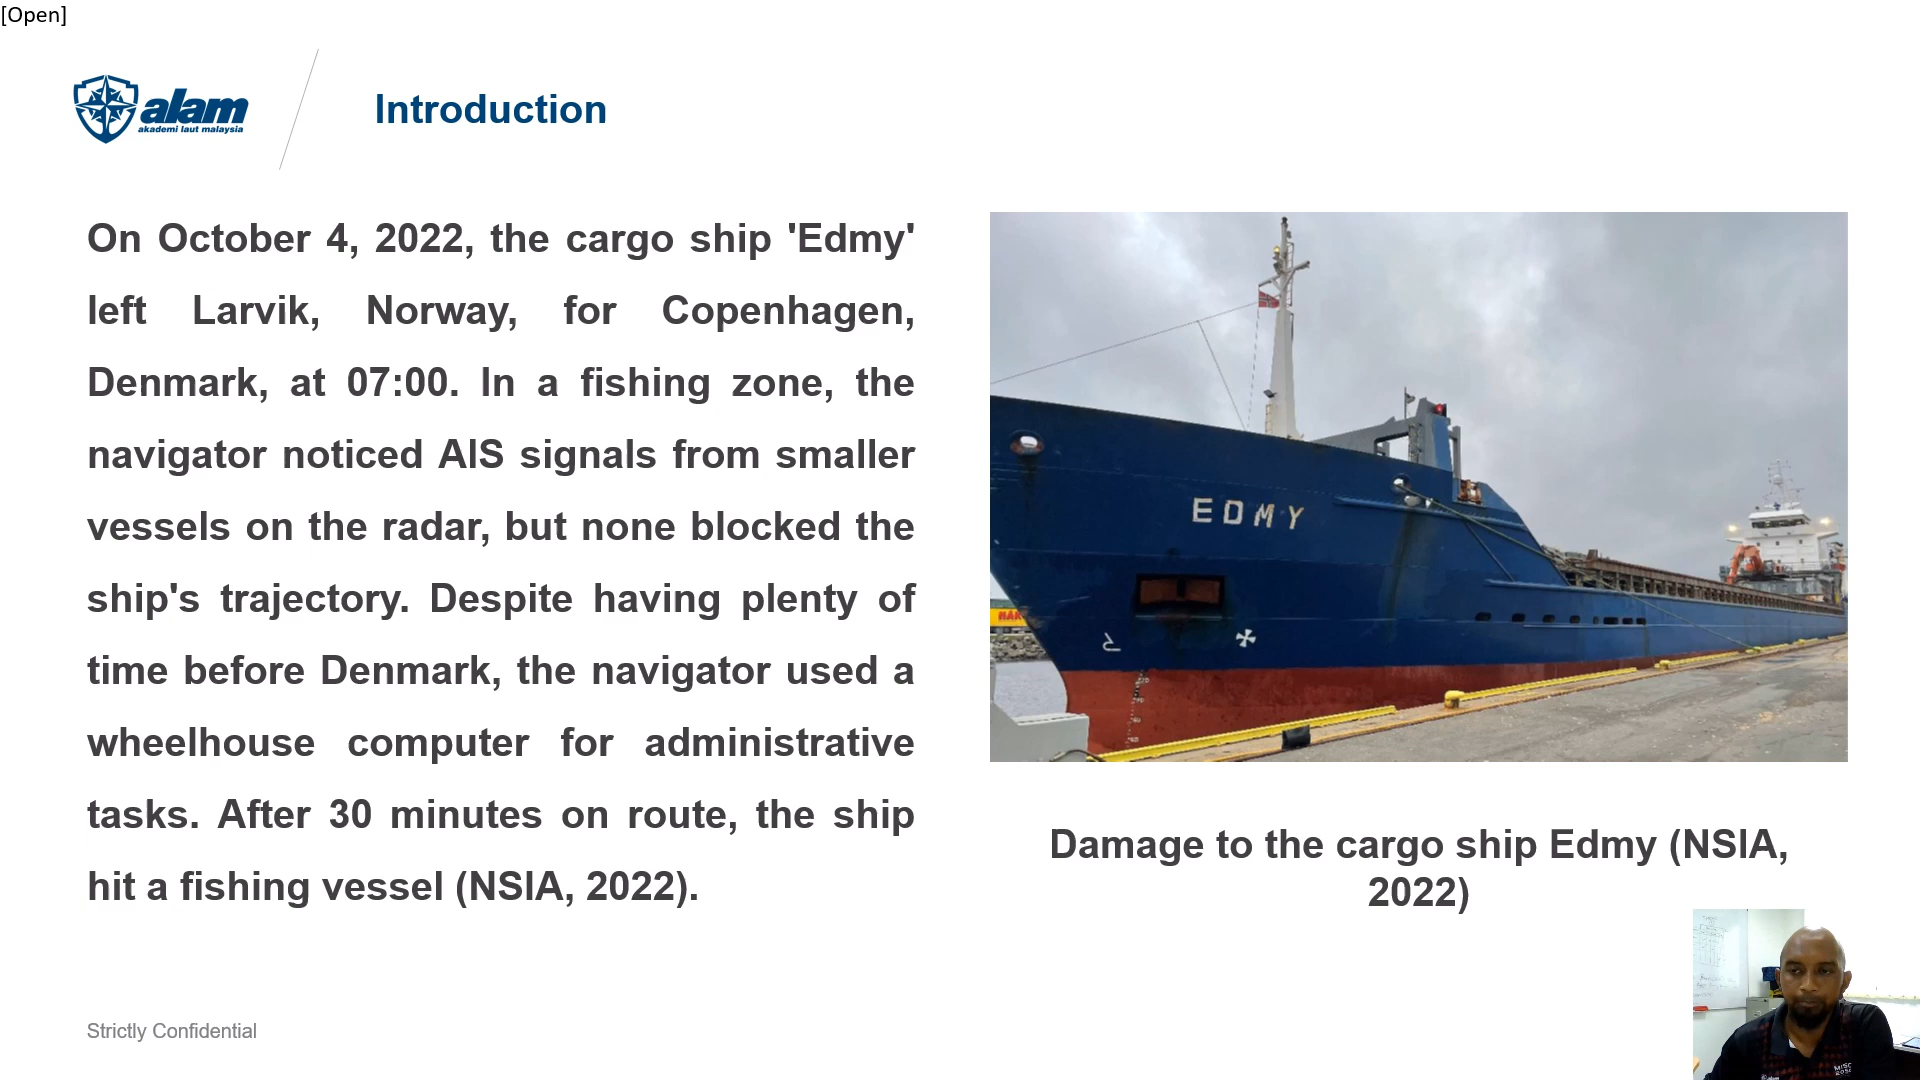 [Open]
alam
akademi laut malaysia
Introduction
On October 4, 2022, the cargo ship 'Edmy'
left Larvik, Norway, for Copenhagen,
Denmark, at 07:00. In a fishing zone, the
navigator noticed AIS signals from smaller
vessels on the radar, but none blocked the
ship's trajectory. Despite having plenty of
time before Denmark, the navigator used a
wheelhouse computer for administrative
tasks. After 30 minutes on route, the ship
hit a fishing vessel (NSIA, 2022).
EDMY
Damage to the cargo ship Edmy (NSIA,
2022)
Strictly Confidential